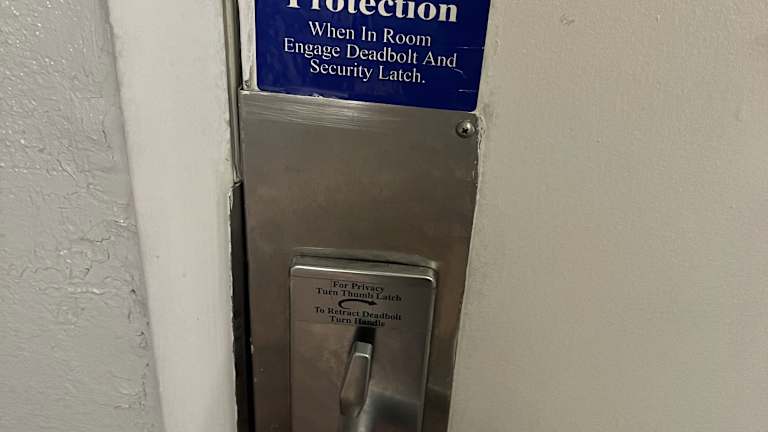 Protection
When In Room
Engage Deadbolt And
Security Latch.
For Privacy
Turn Thumb Latch
To Retract Deadbolt
Turn Handle